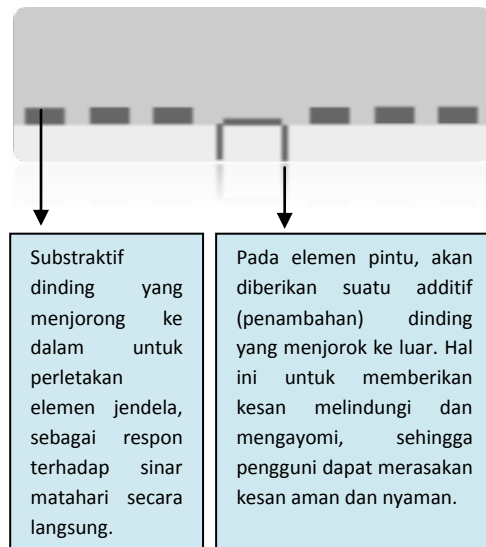 Substraktif
dinding yang
menjorong ke
dalam untuk
perletakan
elemen jendela,
sebagai respon
terhadap sinar
matahari secara
langsung.
Pada elemen pintu, akan
diberikan suatu additif
(penambahan) dinding
yang menjorok ke luar. Hal
ini untuk memberikan
kesan melindungi dan
mengayomi, sehingga
pengguni dapat merasakan
kesan aman dan nyaman.